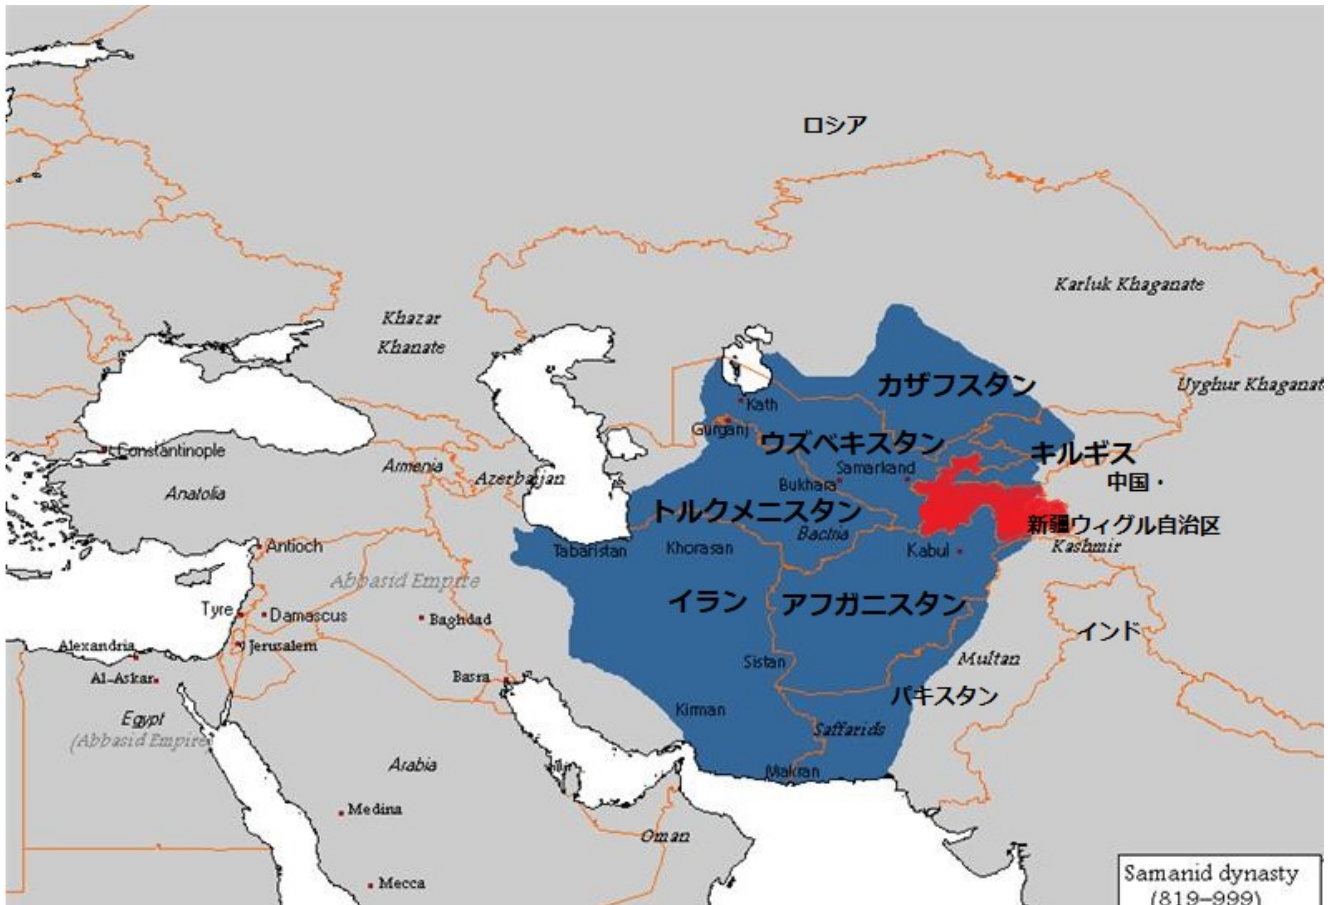 ロシア
Karluk Khaganate
Khazar
Khanate
カザフスタン
Uyghur Khaganat
Kath
Gurganj
ウズベキスタン
キルギス
Constantinople
Armenia
Azerbaijan
Samarkand
Bukhara
中国・
Anatolia
トルクメニスタン
新疆ウィグル自治区
Bactria
Antioch
Tabaristan
Khorasan
Kabul
Kashmir
Abbasid Empire
Tyre
Damascus
Baghdad
イラン
アフガニスタン
Alexandria
Jerusalem
インド
Al-Askar
Basra
Sistan
Multan
パキスタン
Egypt
(Abbasid Empire)
Kirman
Saffarids
Arabia
Makran
Medina
Oman
Mecca
Samanid dynasty
(819–999)